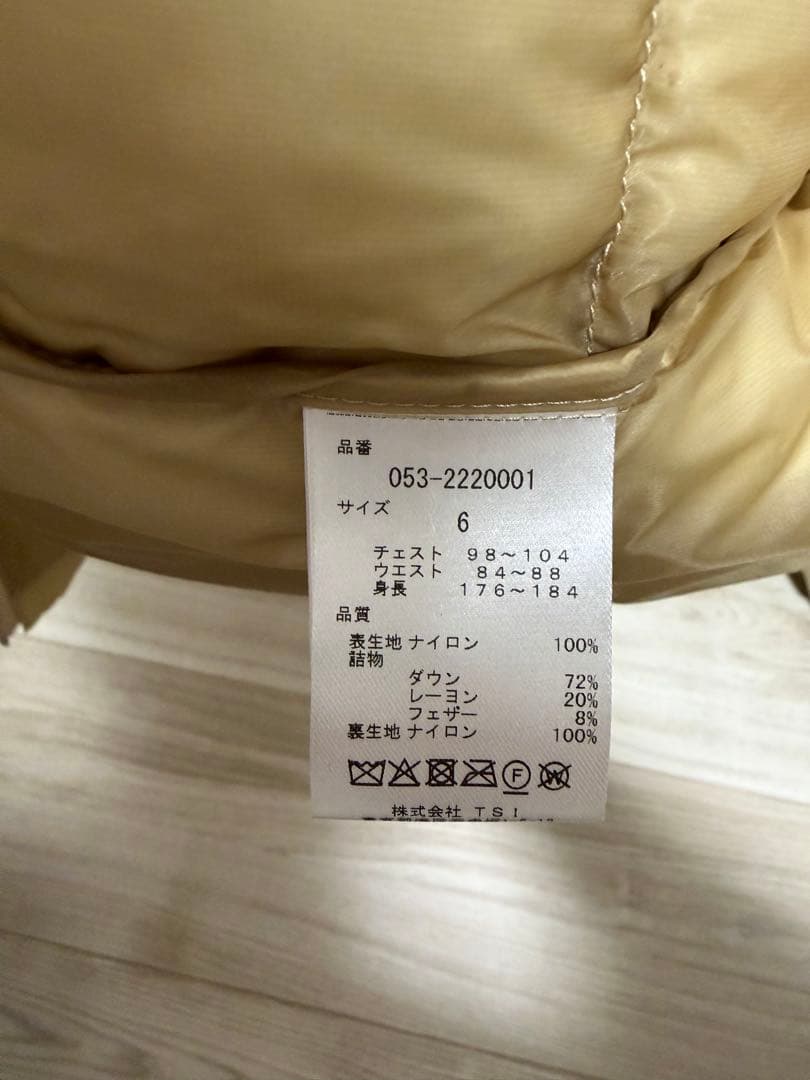 品番
053-2220001
サイズ
6
チェスト 98～104
ウエスト 84～88
身長 176～184
品質
表生地 ナイロン 100%
詰物
ダウン 72%
レーヨン 20%
フェザー 8%
裏生地 ナイロン 100%
F W
株式会社 TSI